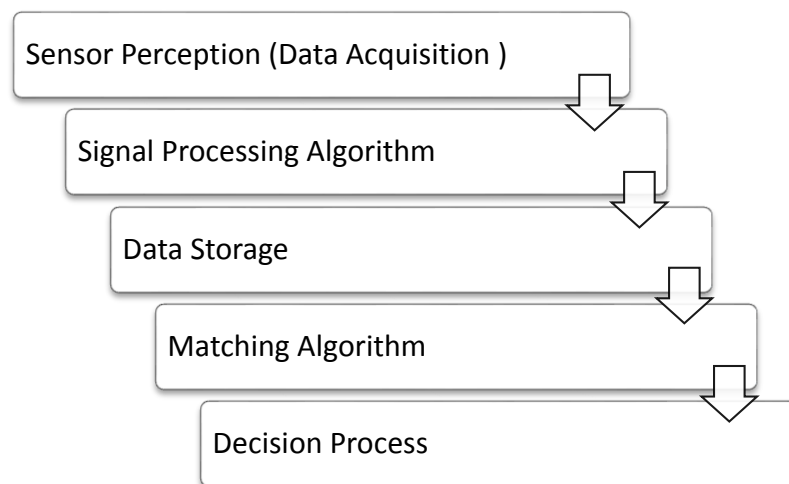 Sensor Perception (Data Acquisition )
Signal Processing Algorithm
Data Storage
Matching Algorithm
Decision Process